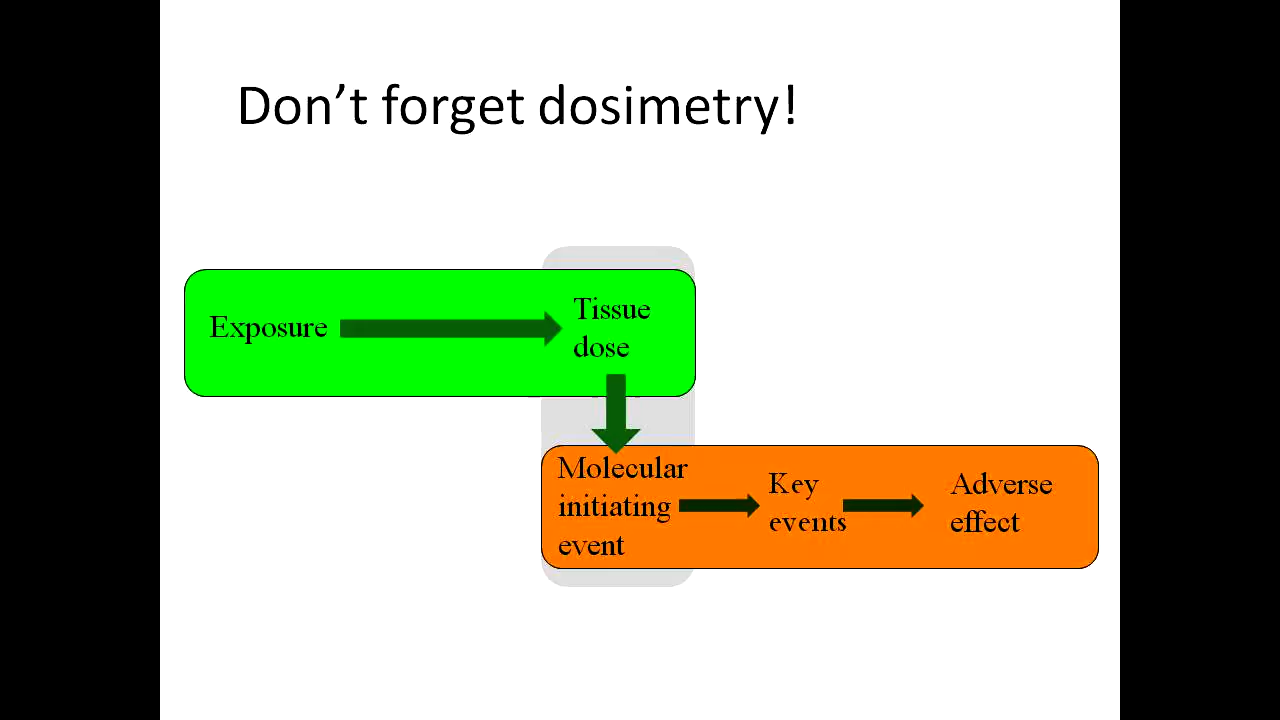 Don’t forget dosimetry!
Exposure
Tissue
dose
Molecular
initiating
event
Key
events
Adverse
effect